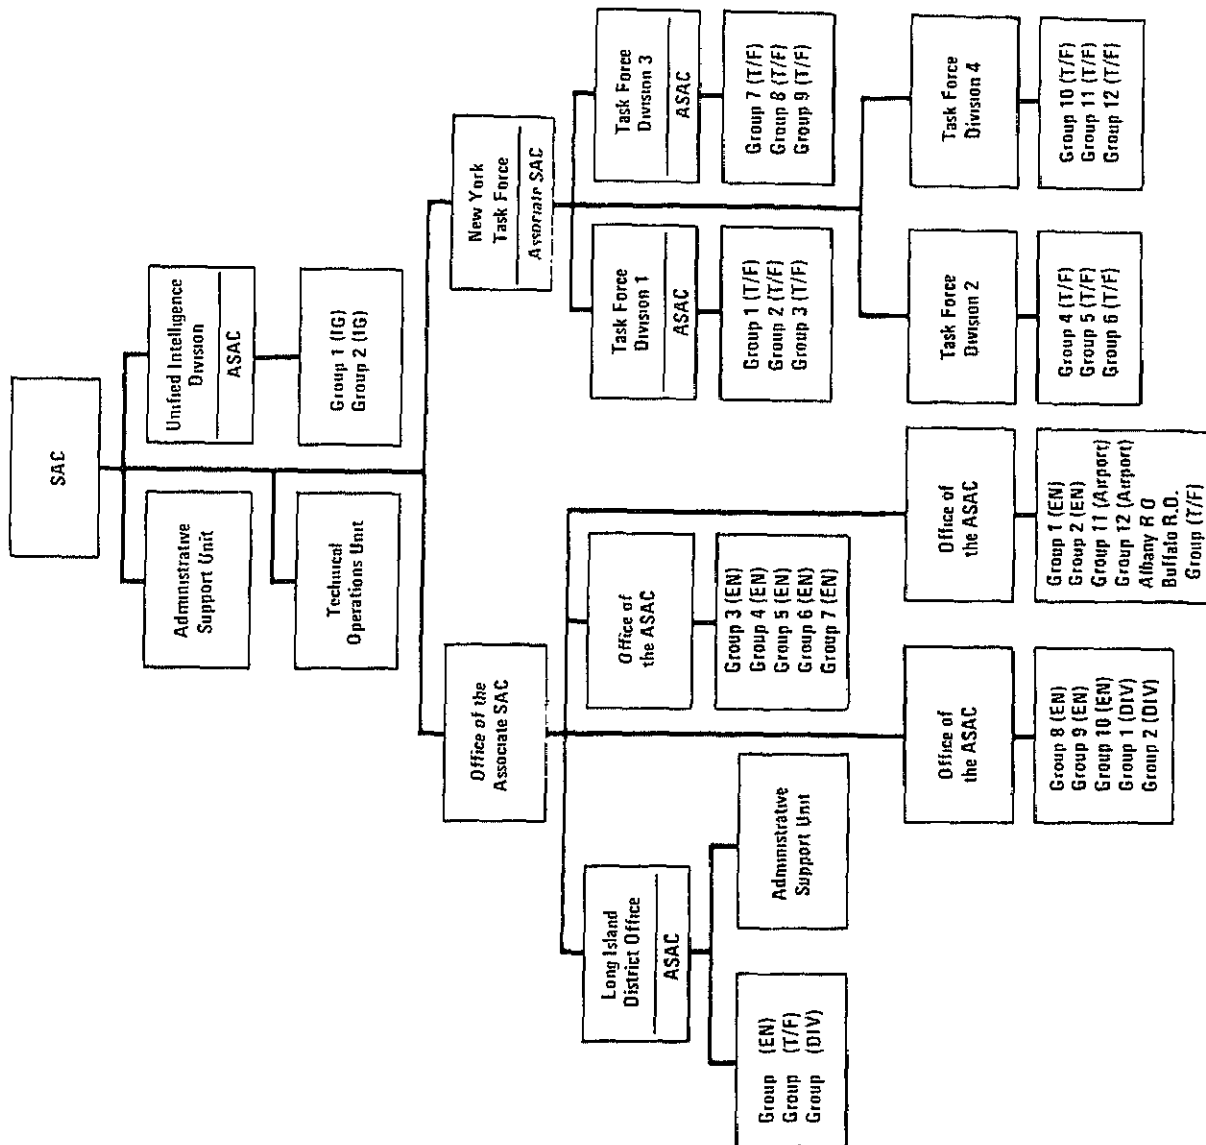 SAC
Administrative
Support Unit
Unified Intelligence
Division
ASAC
Technical
Operations Unit
Group 1 (IG)
Group 2 (IG)
Office of the
Associate SAC
New York
Task Force
Associate SAC
Long Island
District Office
ASAC
Office of
the ASAC
Task Force
Division 1
ASAC
Task Force
Division 3
ASAC
Group (EN)
Group (T/F)
Group (DIV)
Administrative
Support Unit
Group 3 (EN)
Group 4 (EN)
Group 5 (EN)
Group 6 (EN)
Group 7 (EN)
Group 1 (T/F)
Group 2 (T/F)
Group 3 (T/F)
Group 7 (T/F)
Group 8 (T/F)
Group 9 (T/F)
Office of
the ASAC
Office of
the ASAC
Task Force
Division 2
Task Force
Division 4
Group 8 (EN)
Group 9 (EN)
Group 10 (EN)
Group 1 (DIV)
Group 2 (DIV)
Group 1 (EN)
Group 2 (EN)
Group 11 (Airport)
Group 12 (Airport)
Albany R O
Buffalo R.O.
Group (T/F)
Group 4 (T/F)
Group 5 (T/F)
Group 6 (T/F)
Group 10 (T/F)
Group 11 (T/F)
Group 12 (T/F)